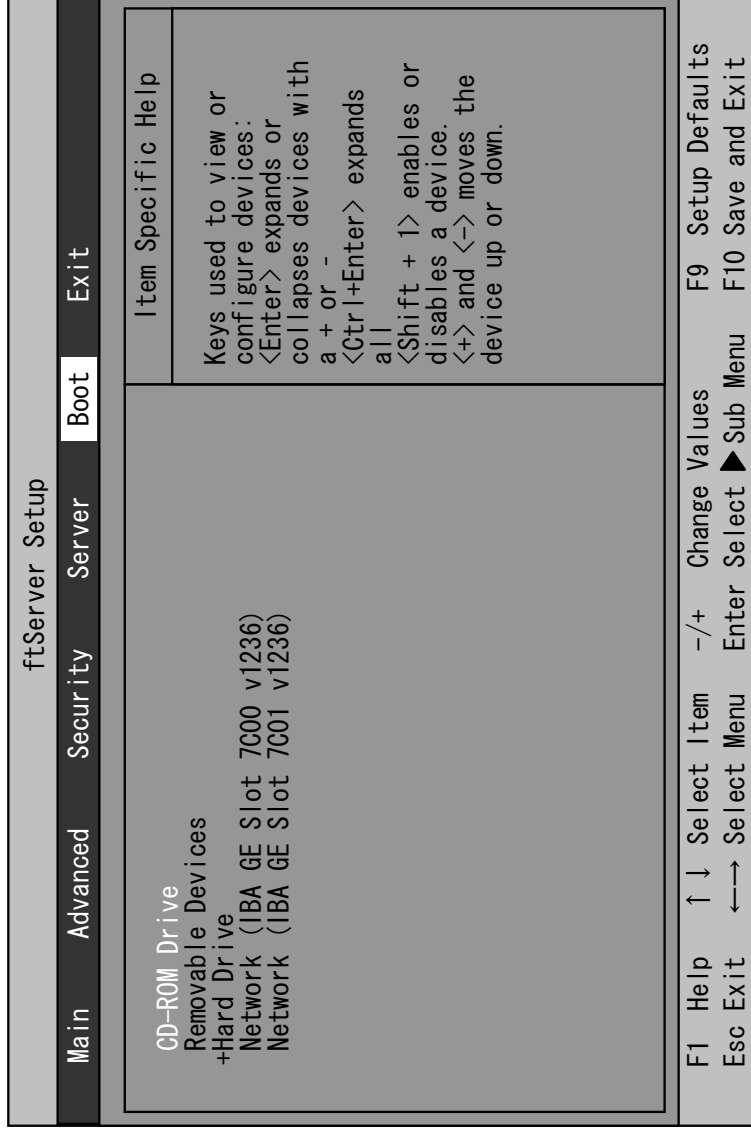 ftServer Setup
Main Advanced Security Server Boot Exit
CD-ROM Drive
Removable Devices
+Hard Drive
Network (IBA GE Slot 7C00 v1236)
Network (IBA GE Slot 7C01 v1236)
Item Specific Help
Keys used to view or
configure devices:
<Enter> expands or
collapses devices with
a + or -
<Ctrl+Enter> expands
all
<Shift + 1> enables or
disables a device.
<+> and <-> moves the
device up or down.
F1 Help ↑ ↓ Select Item -/+ Change Values F9 Setup Defaults
Esc Exit ←→ Select Menu Enter Select ▶ Sub Menu F10 Save and Exit